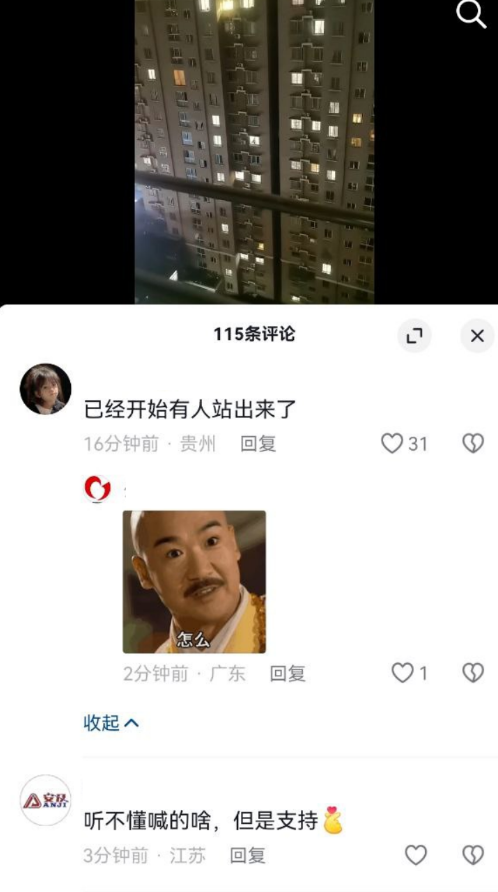 115条评论
已经开始有人站出来了
16分钟前 · 贵州 回复 31
怎么
2分钟前 · 广东 回复 1
收起
安及
ANJI
听不懂喊的啥，但是支持
3分钟前 · 江苏 回复